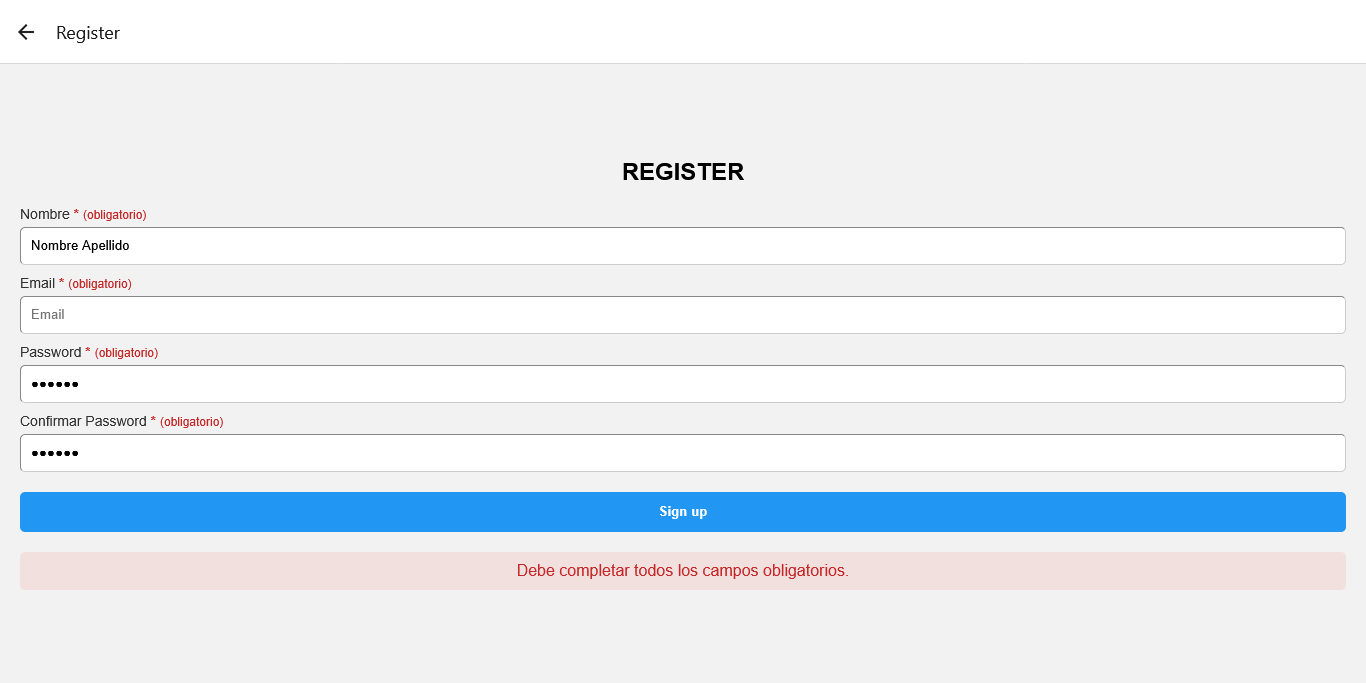 Register
REGISTER
Nombre * (obligatorio)
Nombre Apellido
Email * (obligatorio)
Email
Password * (obligatorio)
••••••
Confirmar Password * (obligatorio)
••••••
Sign up
Debe completar todos los campos obligatorios.